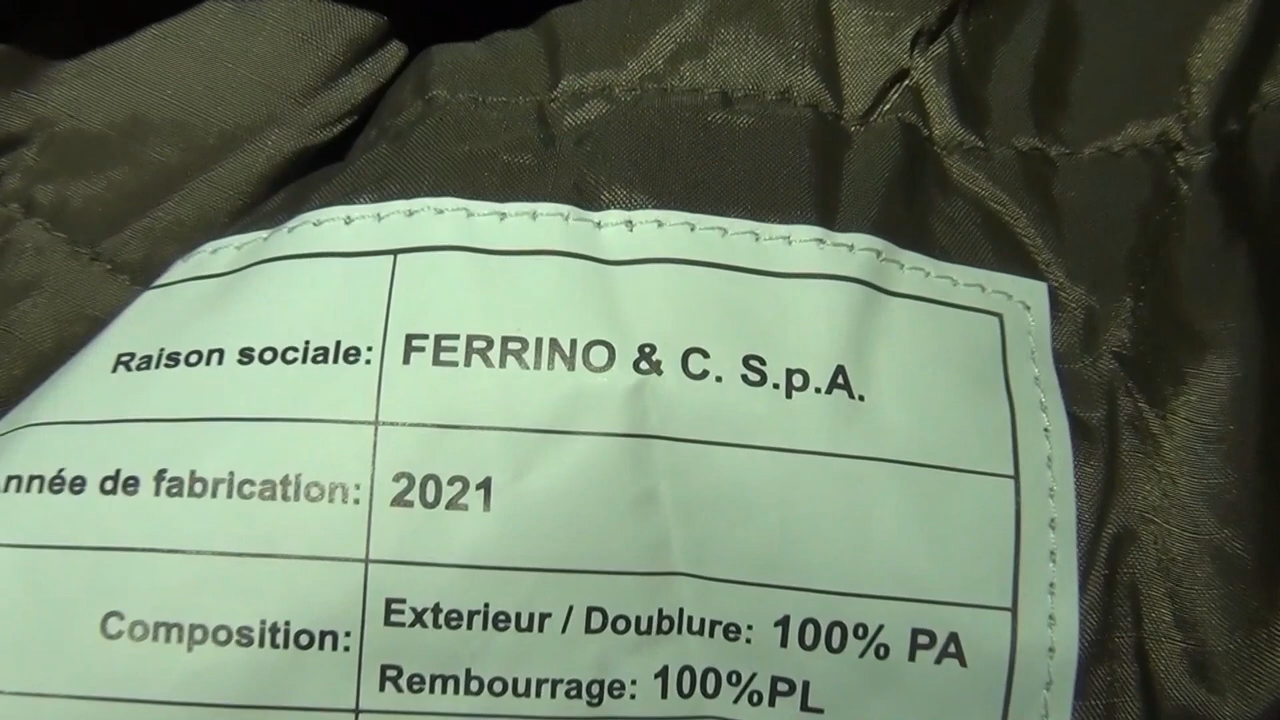 Raison sociale: FERRINO & C. S.p.A.
nnée de fabrication: 2021
Composition: Exterieur / Doublure: 100% PA
Rembourrage: 100%PL